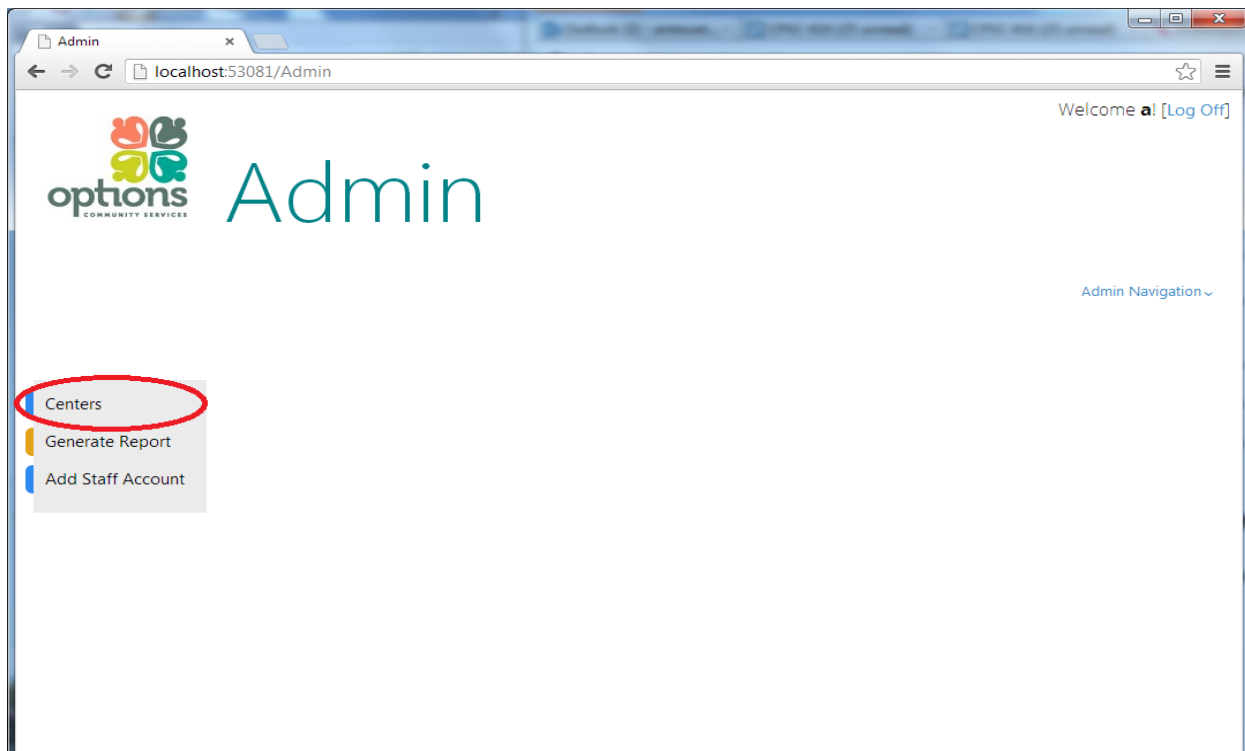 Admin
localhost:53081/Admin
Welcome a! [Log Off]
options
COMMUNITY SERVICES
Admin
Admin Navigation
Centers
Generate Report
Add Staff Account